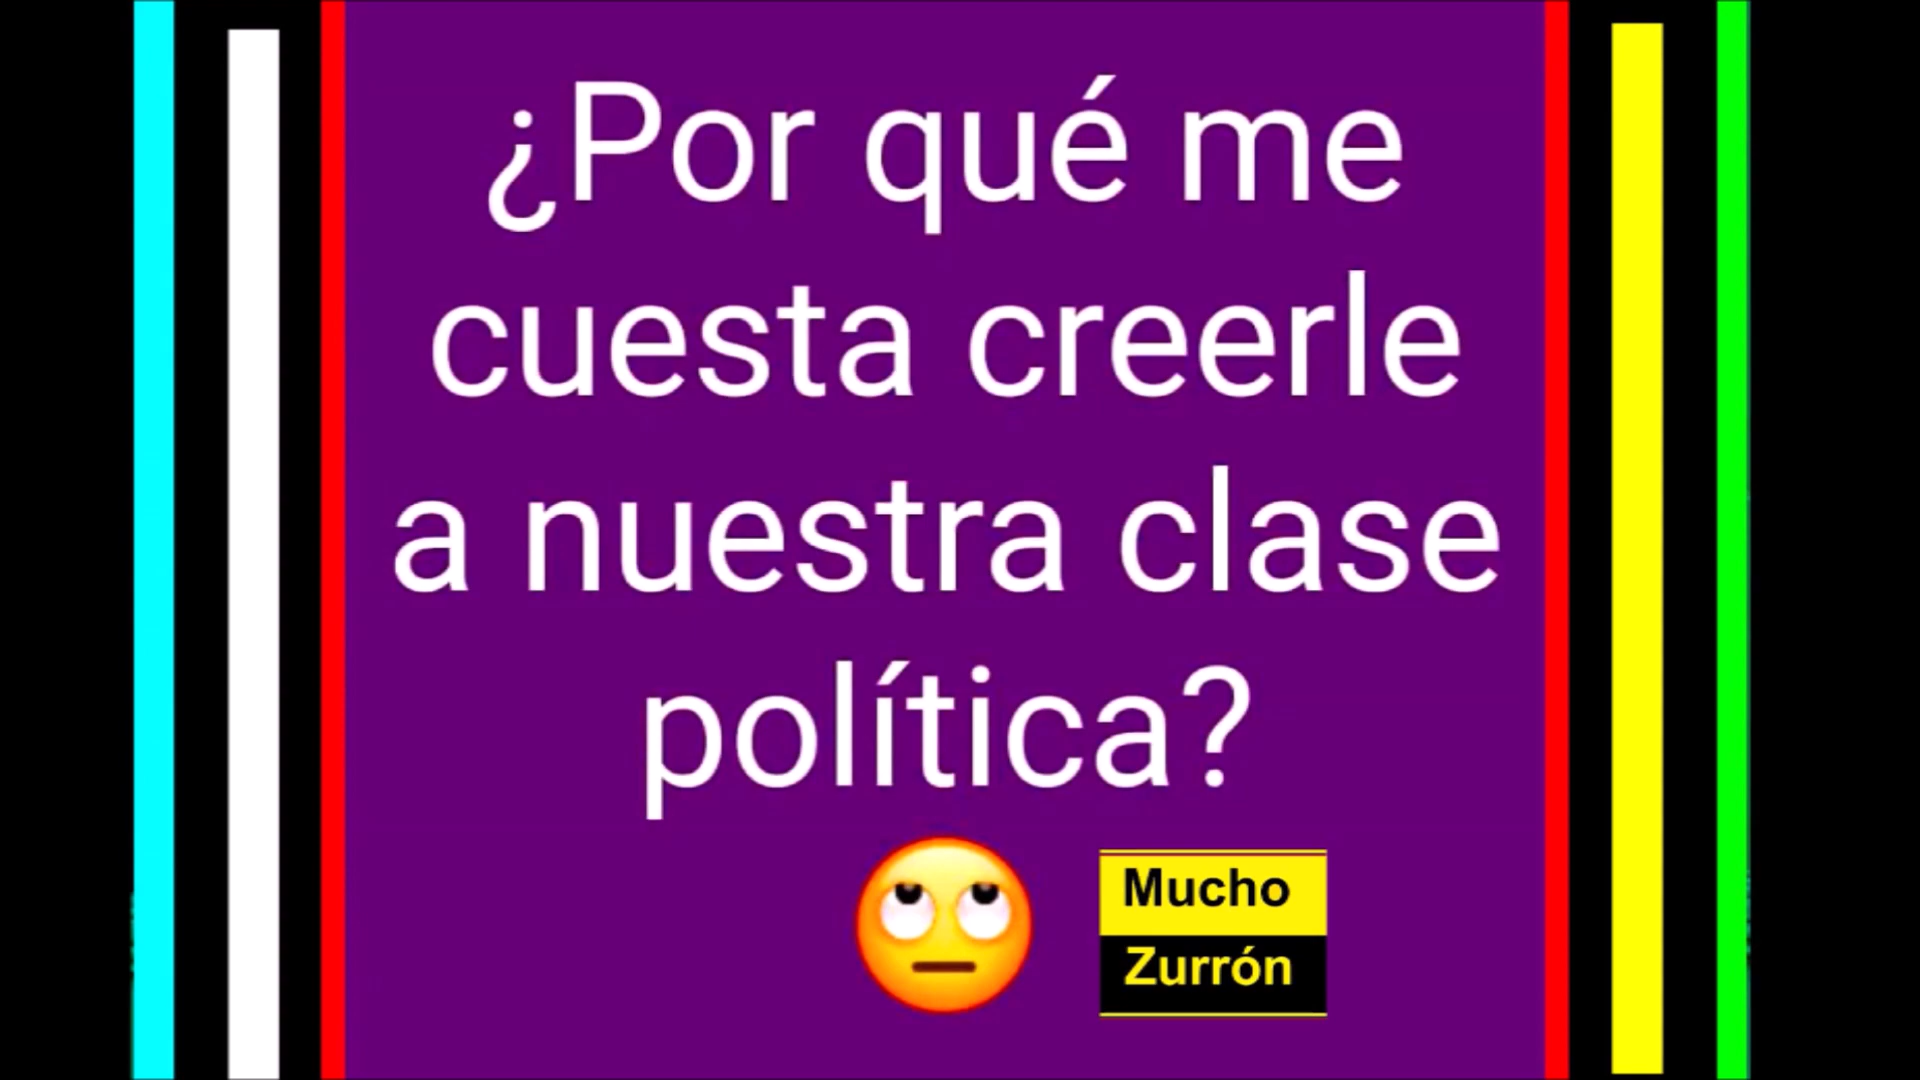 ¿Por qué me
cuesta creerle
a nuestra clase
política?
Mucho
Zurrón